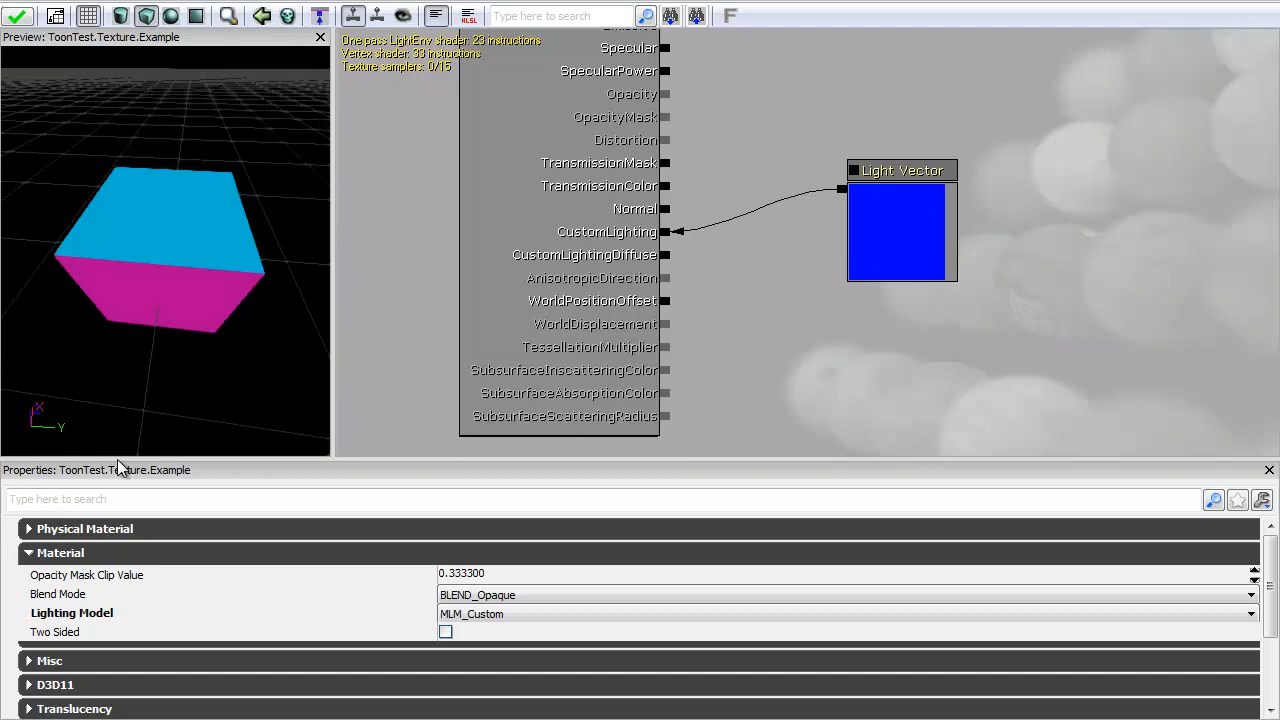 HLSL
Type here to search
F
Preview: ToonTest.Texture.Example
One pass LightEnv shader: 23 instructions
Vertex shader: 33 instructions
Texture samplers: 0/15
Specular
SpecularPower
Opacity
OpacityMask
Distortion
TransmissionMask
TransmissionColor
Normal
CustomLighting
CustomLightingDiffuse
AnisotropicDirection
WorldPositionOffset
WorldDisplacement
TessellationMultiplier
SubsurfaceInscatteringColor
SubsurfaceAbsorptionColor
SubsurfaceScatteringRadius
Light Vector
X
Y
Properties: ToonTest.Texture.Example
Type here to search
Physical Material
Material
Opacity Mask Clip Value 0.333300
Blend Mode BLEND_Opaque
Lighting Model MLM_Custom
Two Sided
Misc
D3D11
Translucency